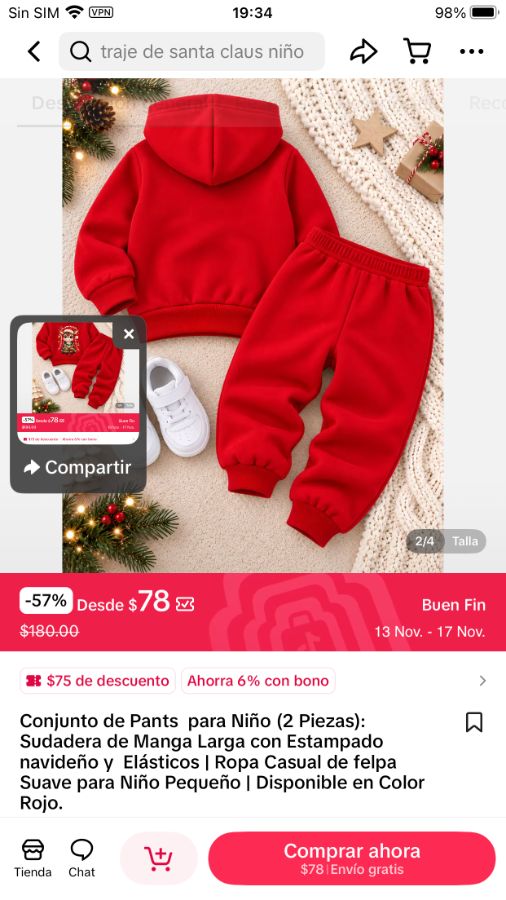 Sin SIM VPN 19:34 98%
traje de santa claus niño
Compartir
2/4 Talla
-57% Desde $78 Buen Fin
$180.00 13 Nov. - 17 Nov.
$75 de descuento Ahorra 6% con bono
Conjunto de Pants para Niño (2 Piezas):
Sudadera de Manga Larga con Estampado
navideño y Elásticos | Ropa Casual de felpa
Suave para Niño Pequeño | Disponible en Color
Rojo.
Tienda Chat Comprar ahora
$78 | Envío gratis